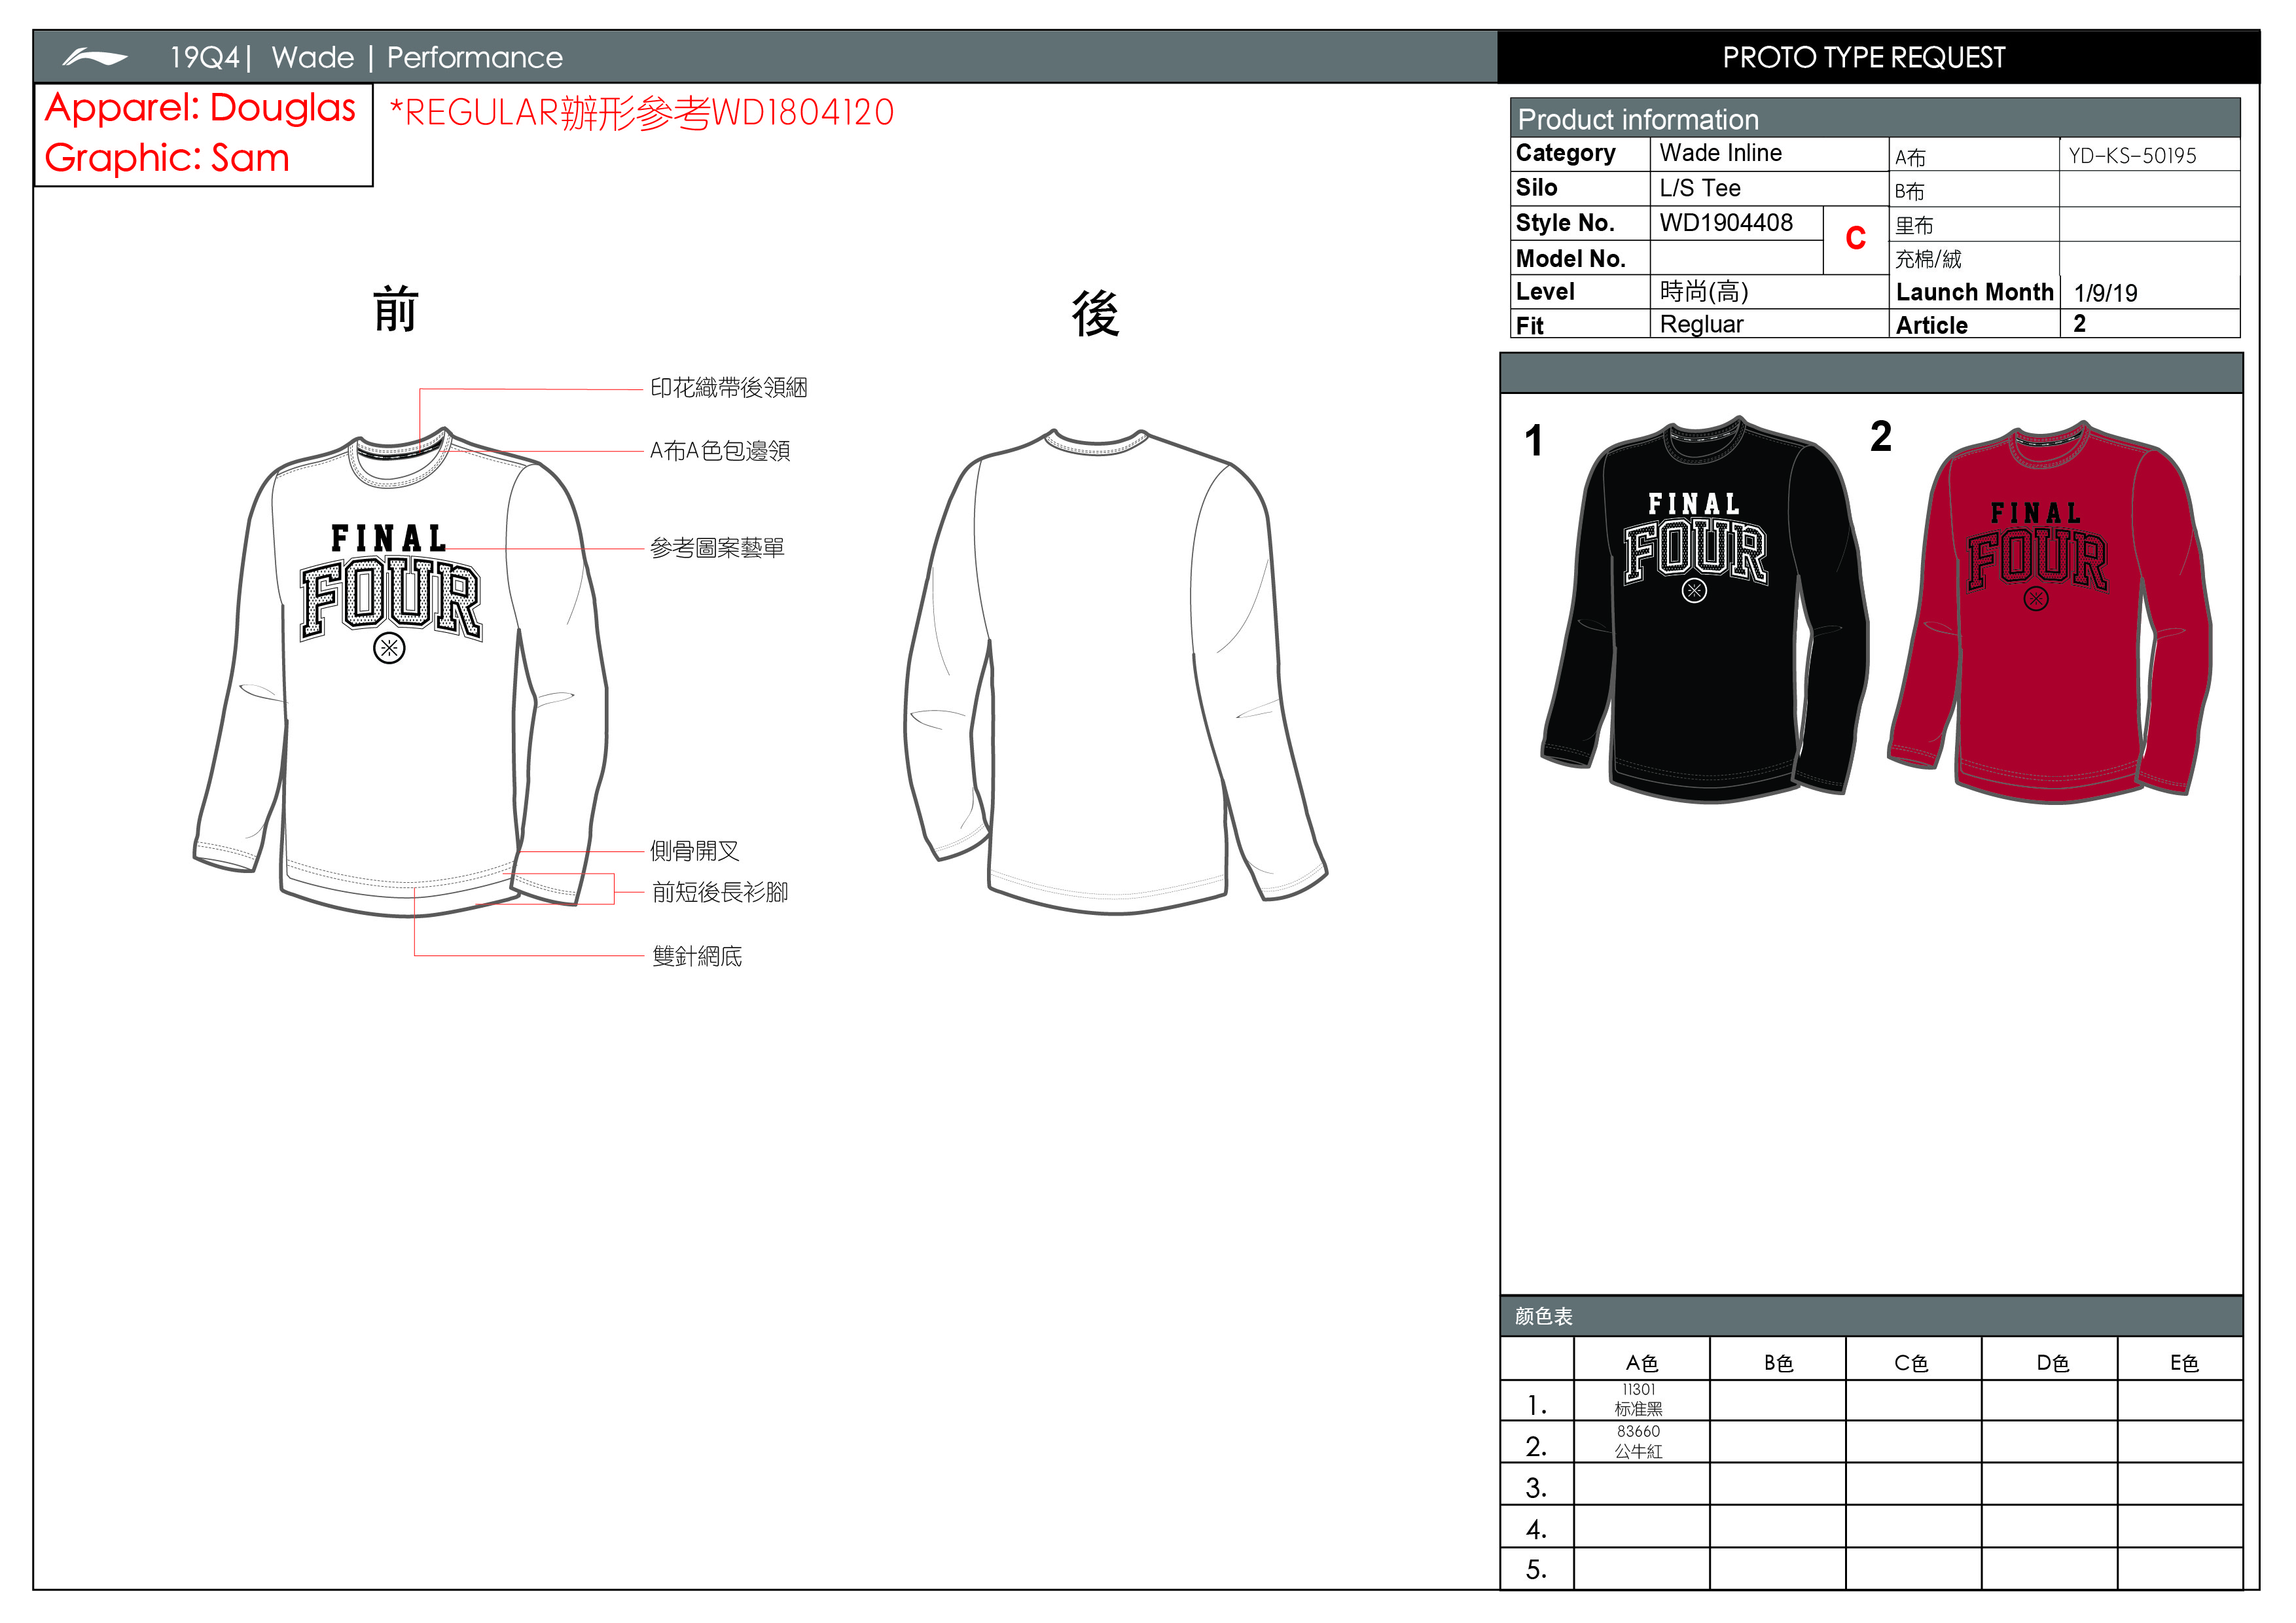 19Q4| Wade | Performance
PROTO TYPE REQUEST
Apparel: Douglas
Graphic: Sam
*REGULAR辦形參考WD1804120
Product information
Category Wade Inline A布 YD-KS-50195
Silo L/S Tee B布
Style No. WD1904408 里布
C
Model No. 充棉/絨
Level 時尚(高) Launch Month 1/9/19
Fit Regluar Article 2
前
後
印花織帶後領綑
A布A色包邊領
參考圖案藝單
側骨開叉
前短後長衫腳
雙針網底
FINAL
FOUR
1
FINAL
FOUR
2
FINAL
FOUR
颜色表
A色 B色 C色 D色 E色
1. 11301
标准黑
2. 83660
公牛紅
3.
4.
5.